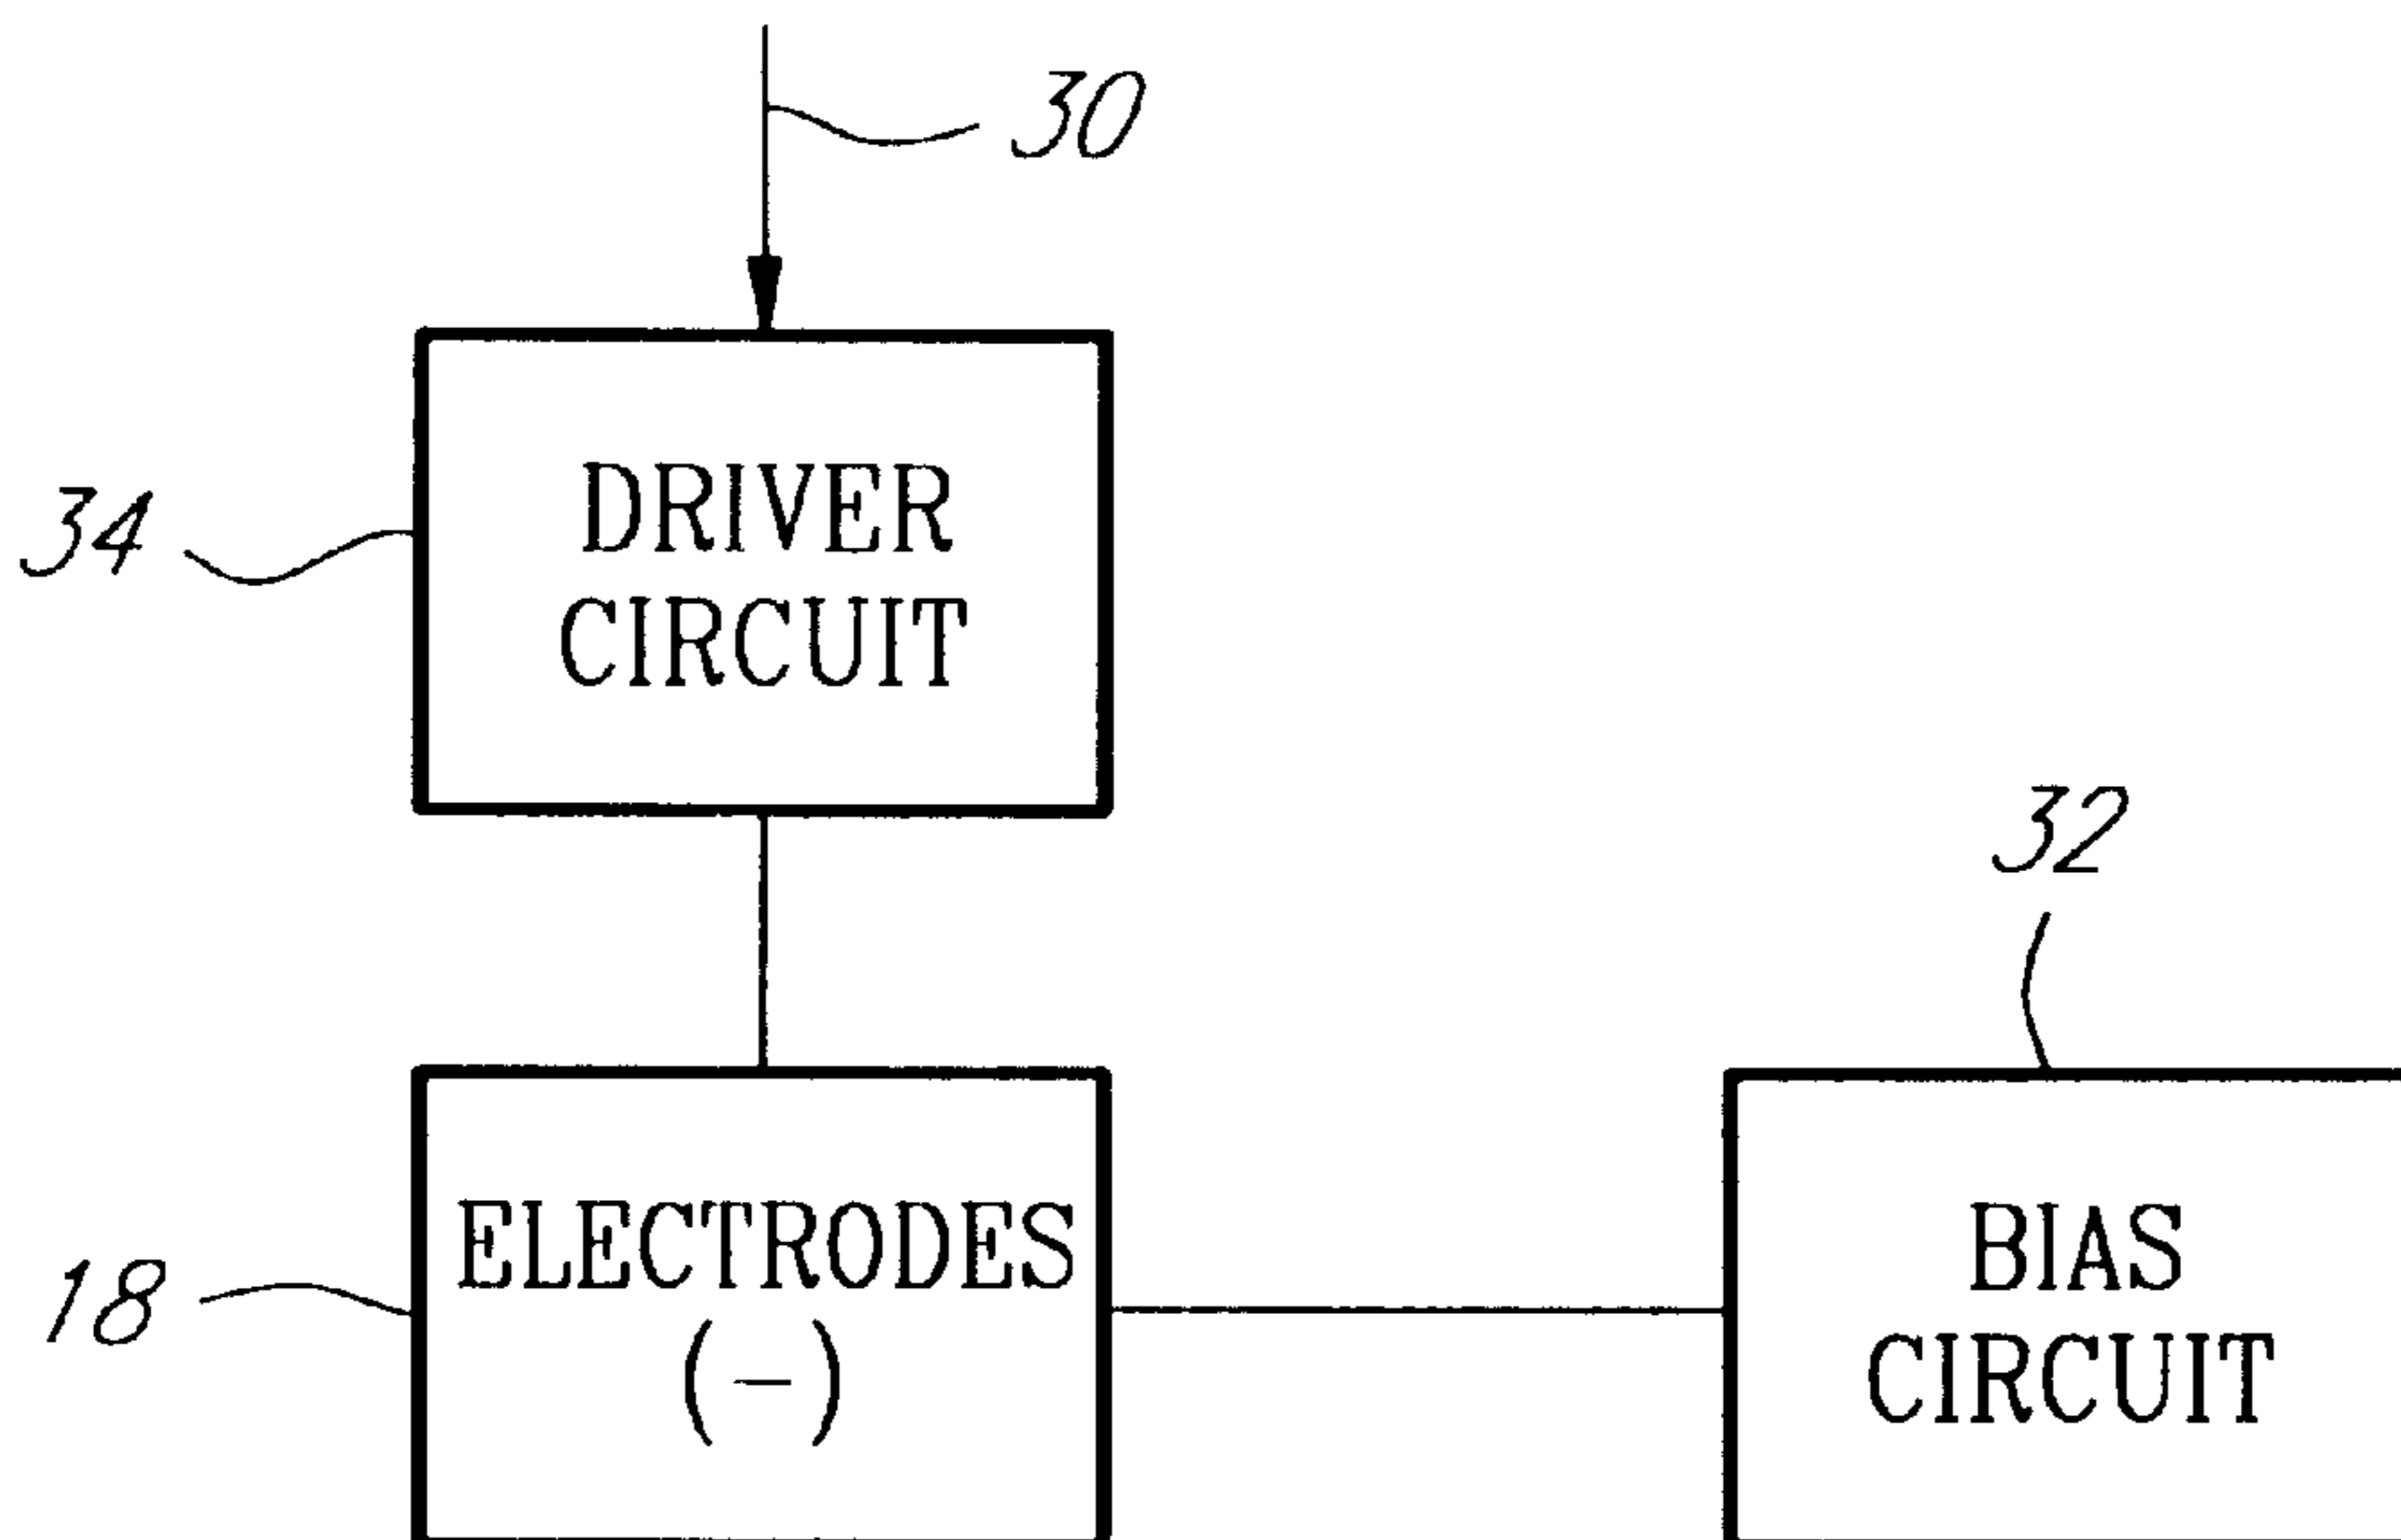 30
DRIVER
CIRCUIT
34
32
ELECTRODES
(-)
18
BIAS
CIRCUIT